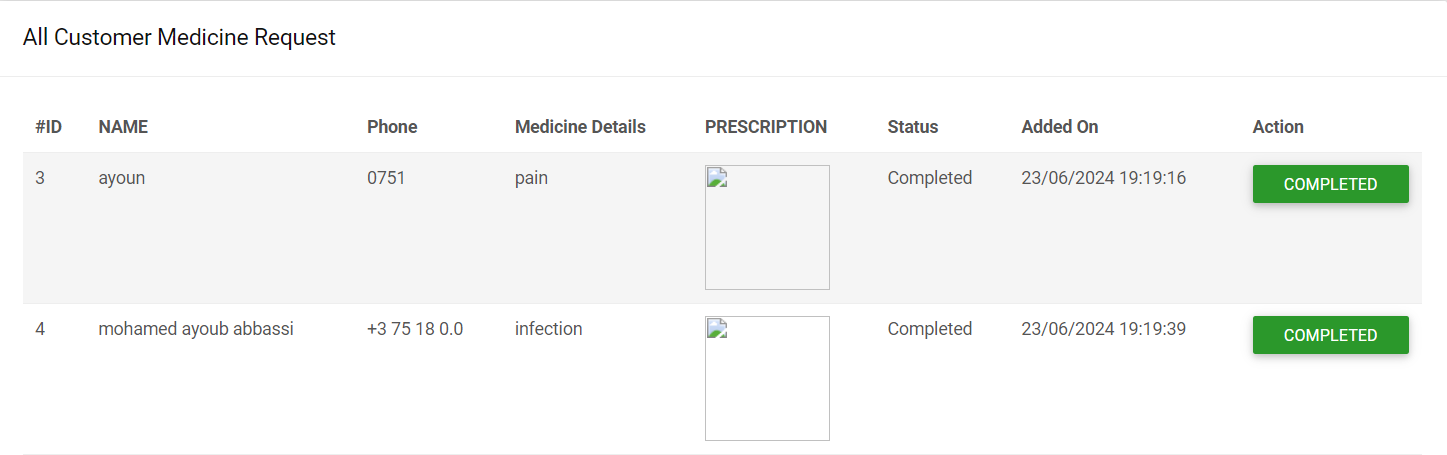 All Customer Medicine Request
#ID NAME Phone Medicine Details PRESCRIPTION Status Added On Action
3 ayoun 0751 pain Completed 23/06/2024 19:19:16 COMPLETED
4 mohamed ayoub abbassi +3 75 18 0.0 infection Completed 23/06/2024 19:19:39 COMPLETED